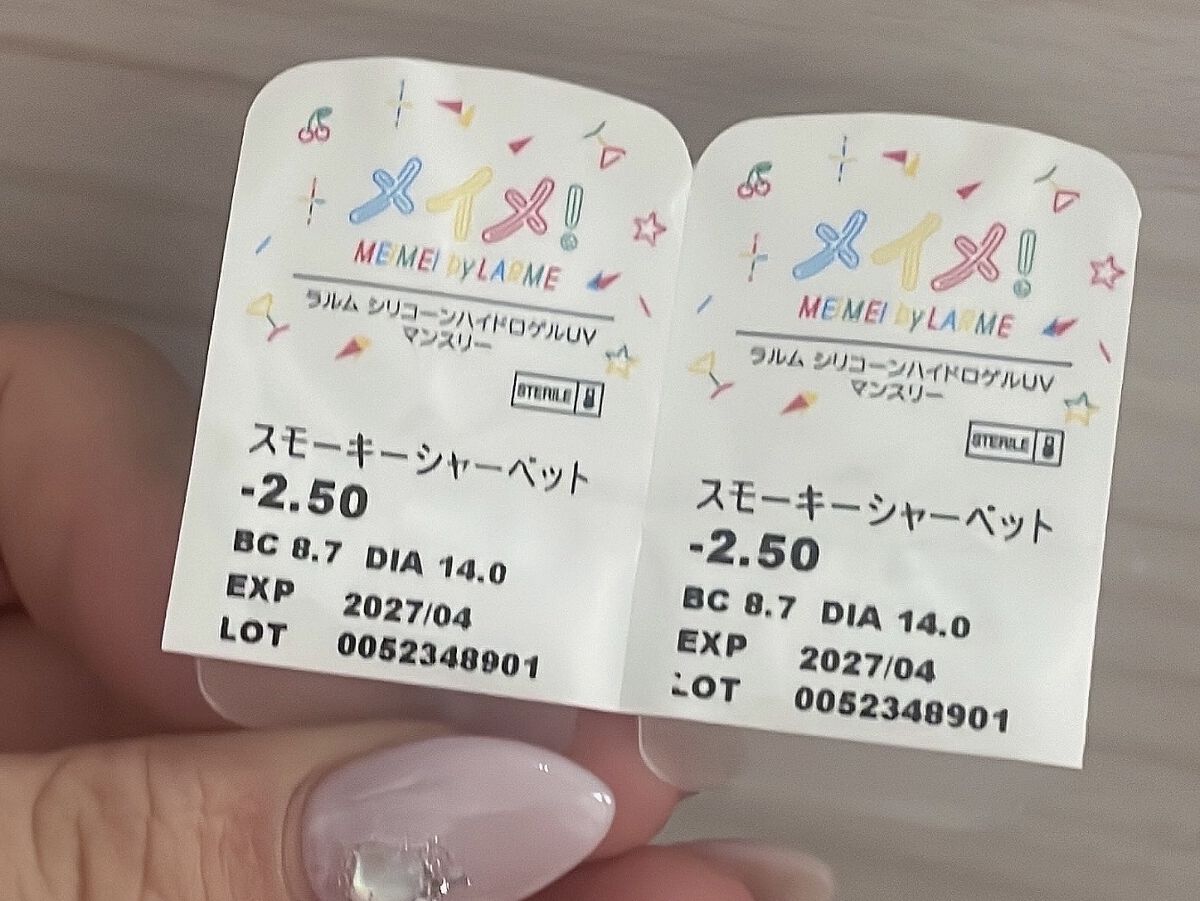 メイメ!
MEIMEI by LARME
ラルム シリコーンハイドロゲルUV
マンスリー
STERILE
スモーキーシャーベット
-2.50
BC 8.7 DIA 14.0
EXP 2027/04
LOT 0052348901
メイメ!
MEIMEI by LARME
ラルム シリコーンハイドロゲルUV
マンスリー
STERILE
スモーキーシャーベット
-2.50
BC 8.7 DIA 14.0
EXP 2027/04
LOT 0052348901